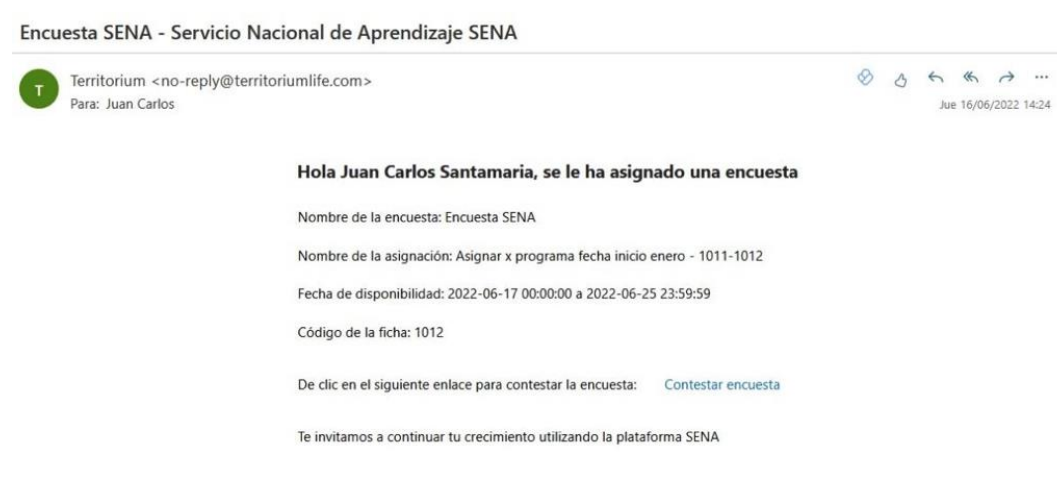 Encuesta SENA - Servicio Nacional de Aprendizaje SENA
T
Territorium <no-reply@territoriumlife.com>
Para: Juan Carlos
Jue 16/06/2022 14:24
Hola Juan Carlos Santamaria, se le ha asignado una encuesta
Nombre de la encuesta: Encuesta SENA
Nombre de la asignación: Asignar x programa fecha inicio enero - 1011-1012
Fecha de disponibilidad: 2022-06-17 00:00:00 a 2022-06-25 23:59:59
Código de la ficha: 1012
De clic en el siguiente enlace para contestar la encuesta: Contestar encuesta
Te invitamos a continuar tu crecimiento utilizando la plataforma SENA